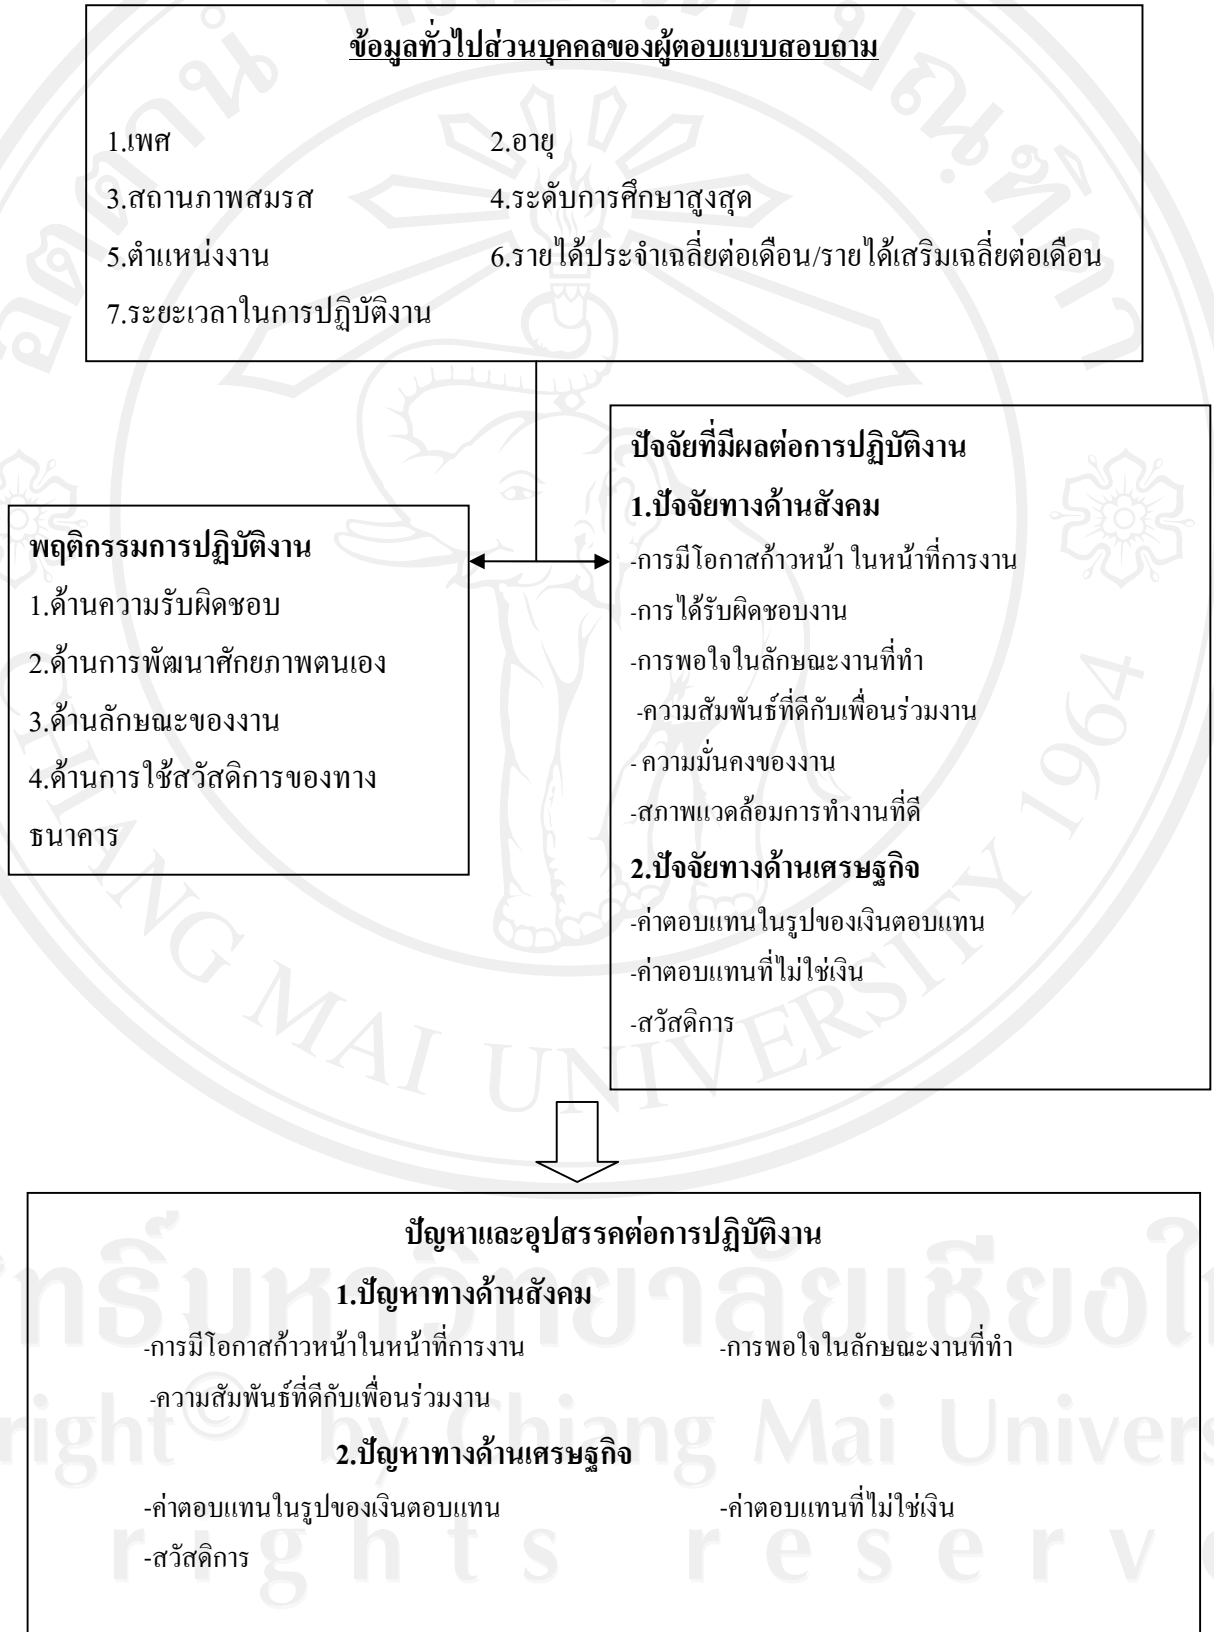 ข้อมูลทั่วไปส่วนบุคคลของผู้ตอบแบบสอบถาม
1.เพศ 2.อายุ
3.สถานภาพสมรส 4.ระดับการศึกษาสูงสุด
5.ตำแหน่งงาน 6.รายได้ประจำเฉลี่ยต่อเดือน/รายได้เสริมเฉลี่ยต่อเดือน
7.ระยะเวลาในการปฏิบัติงาน
พฤติกรรมการปฏิบัติงาน
1.ด้านความรับผิดชอบ
2.ด้านการพัฒนาศักยภาพตนเอง
3.ด้านลักษณะของงาน
4.ด้านการใช้สวัสดิการของทาง
ธนาคาร
ปัจจัยที่มีผลต่อการปฏิบัติงาน
1.ปัจจัยทางด้านสังคม
-การมีโอกาสก้าวหน้า ในหน้าที่การงาน
-การได้รับผิดชอบงาน
-การพอใจในลักษณะงานที่ทำ
-ความสัมพันธ์ที่ดีกับเพื่อนร่วมงาน
- ความมั่นคงของงาน
-สภาพแวดล้อมการทำงานที่ดี
2.ปัจจัยทางด้านเศรษฐกิจ
-ค่าตอบแทนในรูปของเงินตอบแทน
-ค่าตอบแทนที่ไม่ใช่เงิน
-สวัสดิการ
ปัญหาและอุปสรรคต่อการปฏิบัติงาน
1.ปัญหาทางด้านสังคม
-การมีโอกาสก้าวหน้าในหน้าที่การงาน -การพอใจในลักษณะงานที่ทำ
-ความสัมพันธ์ที่ดีกับเพื่อนร่วมงาน
2.ปัญหาทางด้านเศรษฐกิจ
-ค่าตอบแทนในรูปของเงินตอบแทน -ค่าตอบแทนที่ไม่ใช่เงิน
-สวัสดิการ
CHIANG MAI UNIVERSITY 1964
right© by Chiang Mai Univers
rights reserve